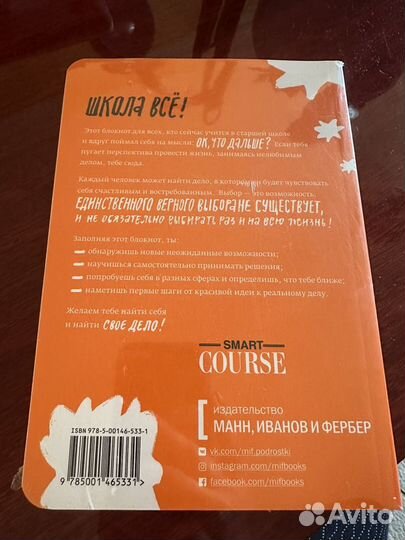 ШКОЛА ВСЁ!
Этот блокнот для всех, кто сейчас учится в старшей школе
и вдруг поймал себя на мысли: ОК, ЧТО ДАЛЬШЕ? Если тебя
пугает перспектива провести жизнь, занимаясь нелюбимым
делом, тебе сюда.
Каждый человек может найти дело, в котором он будет чувствовать
себя счастливым и востребованным. Выбор — это возможность.
ЕДИНСТВЕННОГО ВЕРНОГО ВЫБОРА НЕ СУЩЕСТВУЕТ,
И НЕ ОБЯЗАТЕЛЬНО ВЫБИРАТЬ РАЗ И НА ВСЮ ЖИЗНЬ!
Заполняя этот блокнот, ты:
обнаружишь новые неожиданные возможности;
научишься самостоятельно принимать решения;
попробуешь себя в разных сферах и определишь, что тебе ближе;
наметишь первые шаги от красивой идеи к реальному делу.
Желаем тебе найти себя
и найти СВОЕ ДЕЛО!
SMART
COURSE
ИЗДАТЕЛЬСТВО
МАНН, ИВАНОВ И ФЕРБЕР
vk.com/mif.podrostki
instagram.com/mifbooks
facebook.com/mifbooks
ISBN 978-5-00146-533-1
9 785001 465331 >
Avito